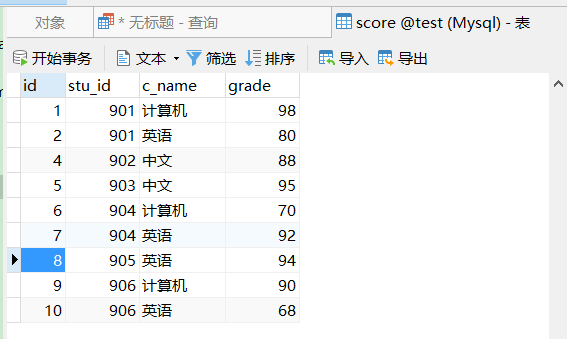 对象 * 无标题 - 查询 score @test (Mysql) - 表
开始事务 文本 筛选 排序 导入 导出
id stu_id c_name grade
1 901 计算机 98
2 901 英语 80
4 902 中文 88
5 903 中文 95
6 904 计算机 70
7 904 英语 92
8 905 英语 94
9 906 计算机 90
10 906 英语 68